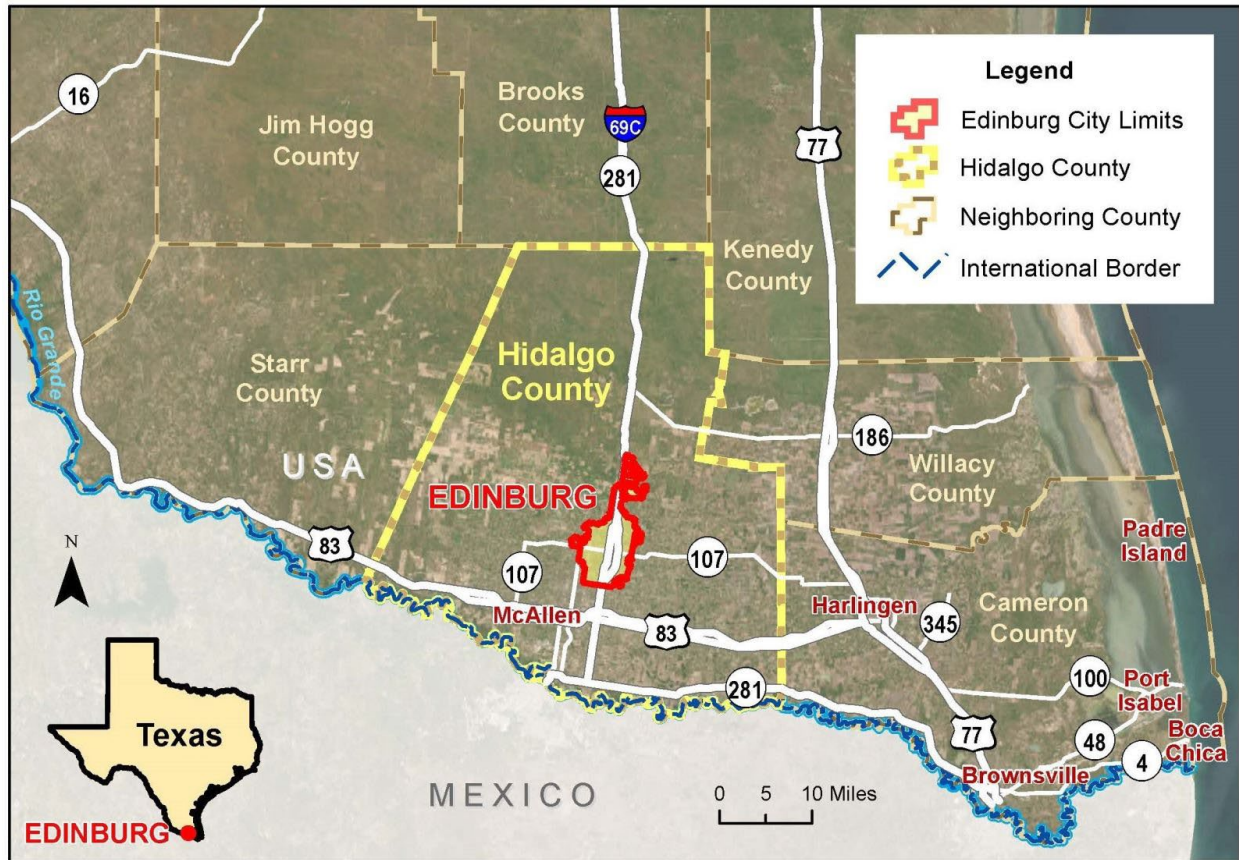 16
Jim Hogg
County
Brooks
County
69C
281
77
Legend
Edinburg City Limits
Hidalgo County
Neighboring County
International Border
Kenedy
County
Rio Grande
Starr
County
Hidalgo
County
186
Willacy
County
USA
EDINBURG
Padre
Island
N
83
107
107
McAllen
83
Harlingen
345
Cameron
County
281
100
Port
Isabel
77
48
4
Boca
Chica
Brownsville
Texas
EDINBURG
MEXICO
0 5 10 Miles